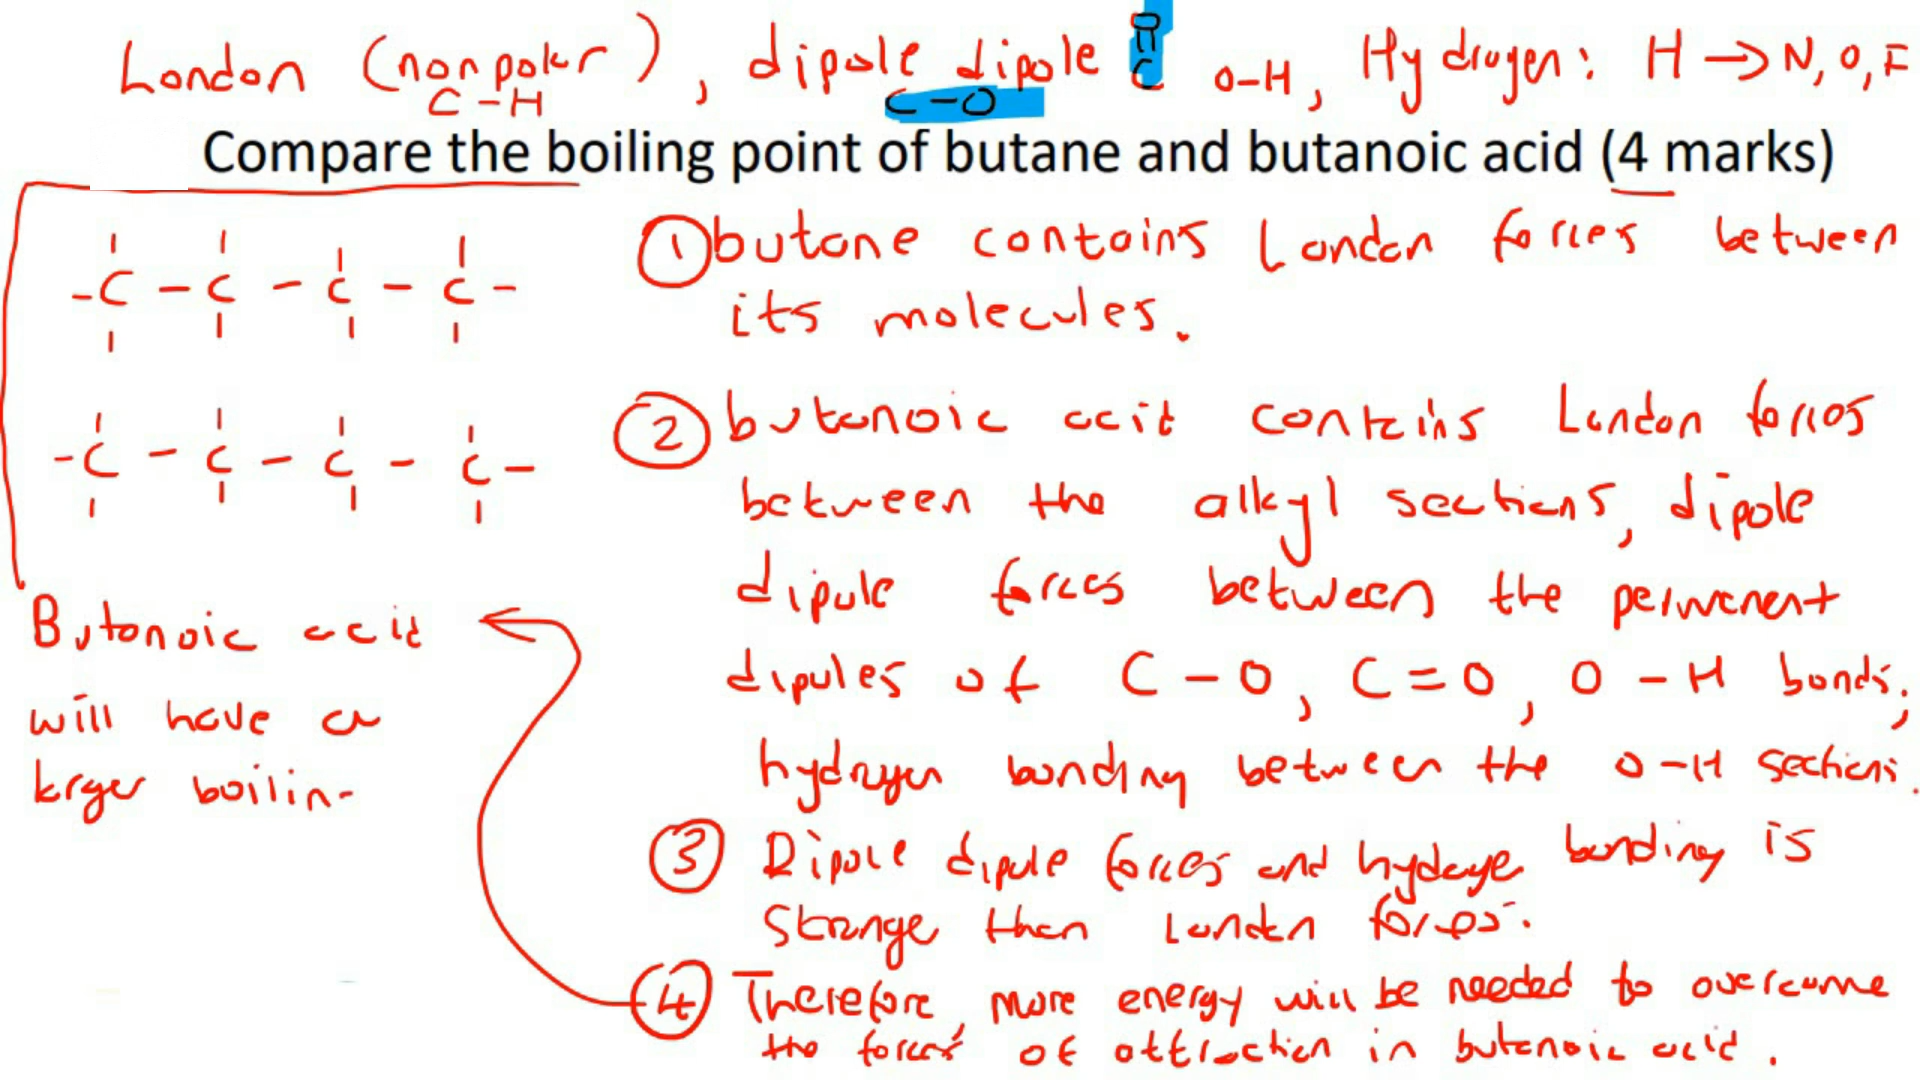 London (nonpolar), dipole dipole O-H, Hydrogen: H → N, O, F
C-H
C-O
O
||
C
Compare the boiling point of butane and butanoic acid (4 marks)
-C-C-C-C-
-C-C-C-C-
① butane contains London forces between
its molecules.
② butanoic acid contains London forces
between the alkyl sections, dipole
dipole forces between the permanent
dipoles of C-O, C=O, O-H bonds,
hydrogen bonding between the O-H sections.
③ Dipole dipole forces and hydroge bonding is
stronger than London forces.
④ Therefore, more energy will be needed to overcome
the forces of attraction in butanoic acid.
Butanoic acid
will have a
larger boilin-